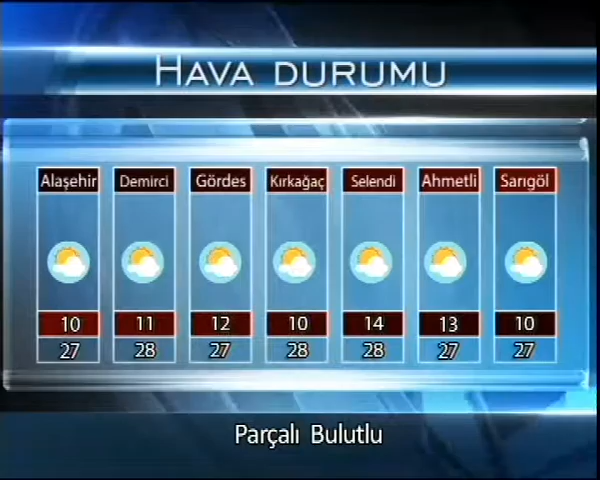 HAVA DURUMU
Alaşehir Demirci Gördes Kırkağaç Selendi Ahmetli Sarıgöl
10 11 12 10 14 13 10
27 28 27 28 28 27 27
Parçalı Bulutlu